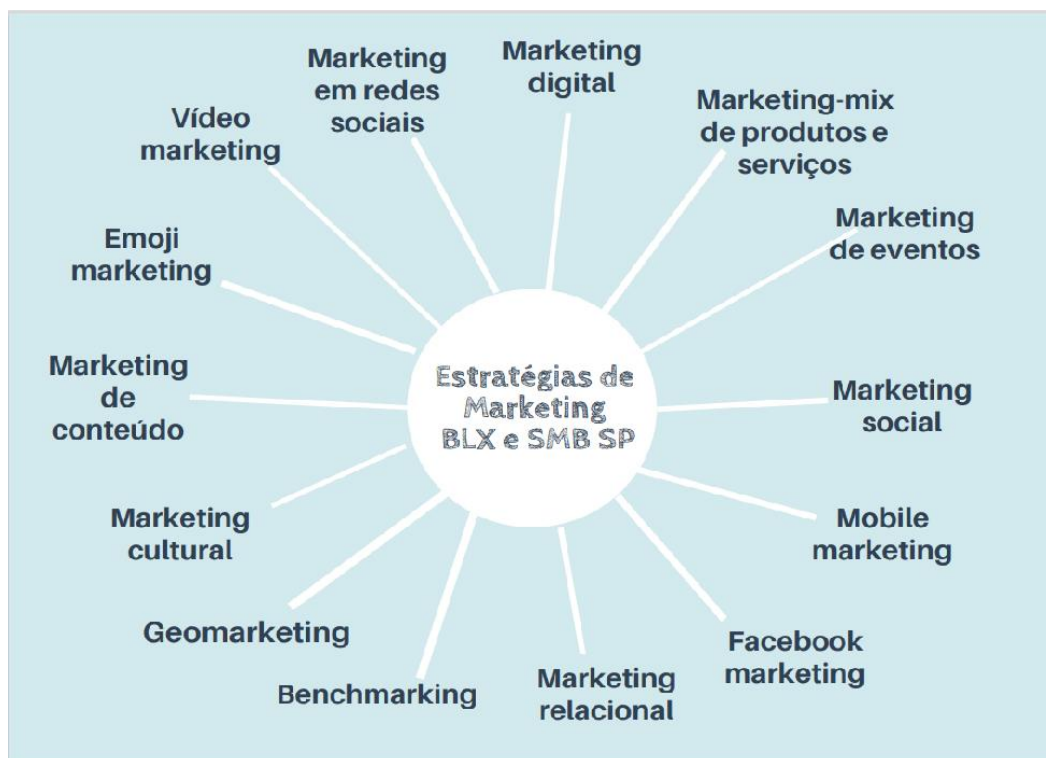 Marketing
em redes
sociais
Marketing
digital
Marketing-mix
de produtos e
serviços
Vídeo
marketing
Marketing
de eventos
Emoji
marketing
Estratégias de
Marketing
BLX e SMB SP
Marketing
de
conteúdo
Marketing
social
Marketing
cultural
Mobile
marketing
Geomarketing
Facebook
marketing
Benchmarking
Marketing
relacional